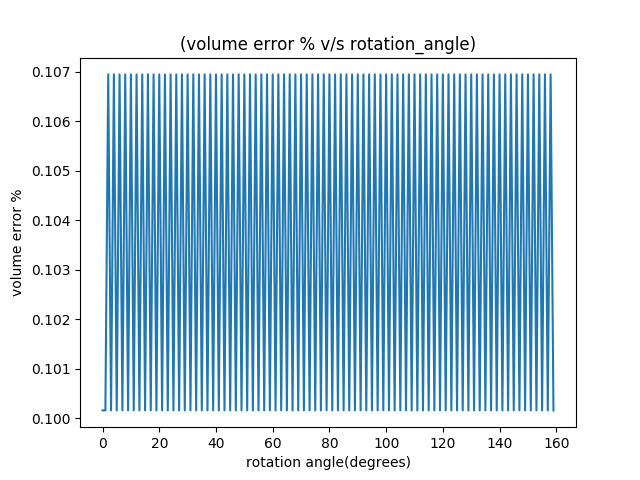 (volume error % v/s rotation_angle)
0.107
0.106
0.105
0.104
0.103
0.102
0.101
0.100
volume error %
0 20 40 60 80 100 120 140 160
rotation angle(degrees)